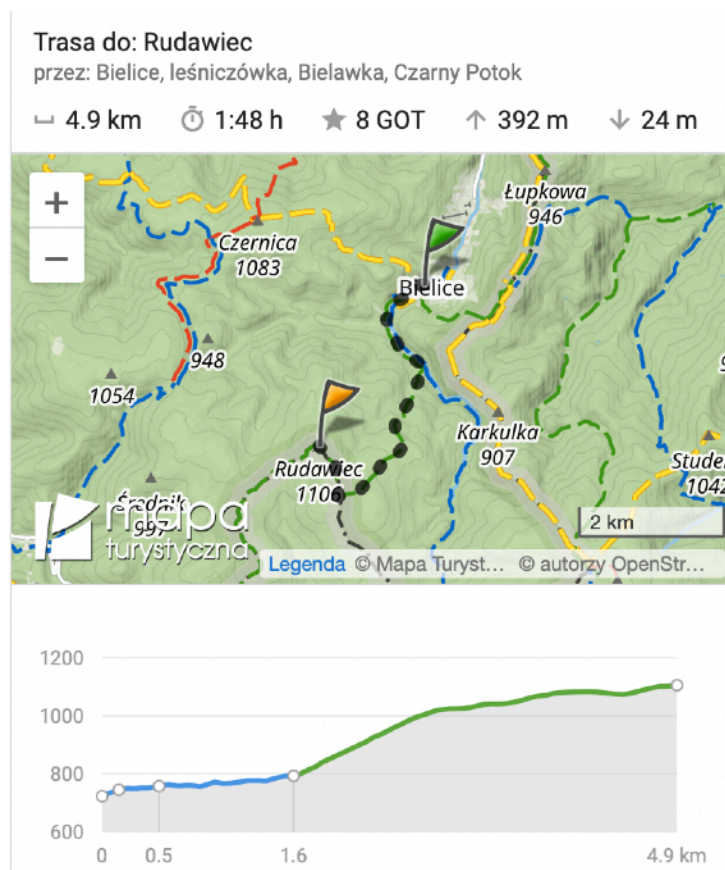 Trasa do: Rudawiec
przez: Bielice, leśniczówka, Bielawka, Czarny Potok
4.9 km 1:48 h 8 GOT 392 m 24 m
+
−
Łupkowa
946
Czernica
1083
Bielice
948
1054
Karkulka
907
Rudawiec
1106
Średnik
997
2 km
mapa
turystyczna
Legenda © Mapa Turyst... © autorzy OpenStr...
1200
1000
800
600
0 0.5 1.6 4.9 km